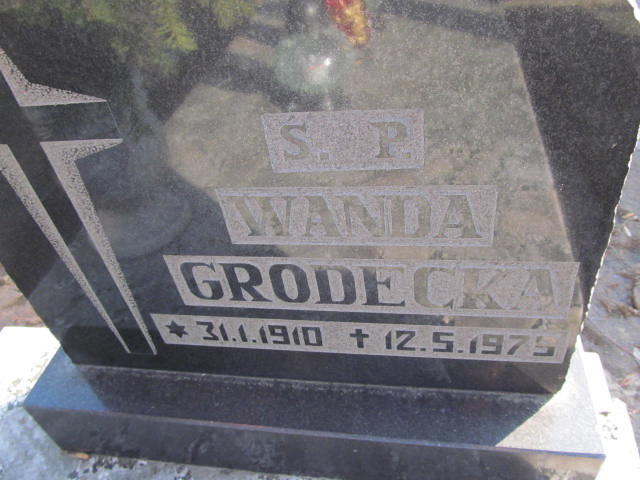 Ś. P.
WANDA
GRODECKA
* 31.1.1910 † 12.5.1975